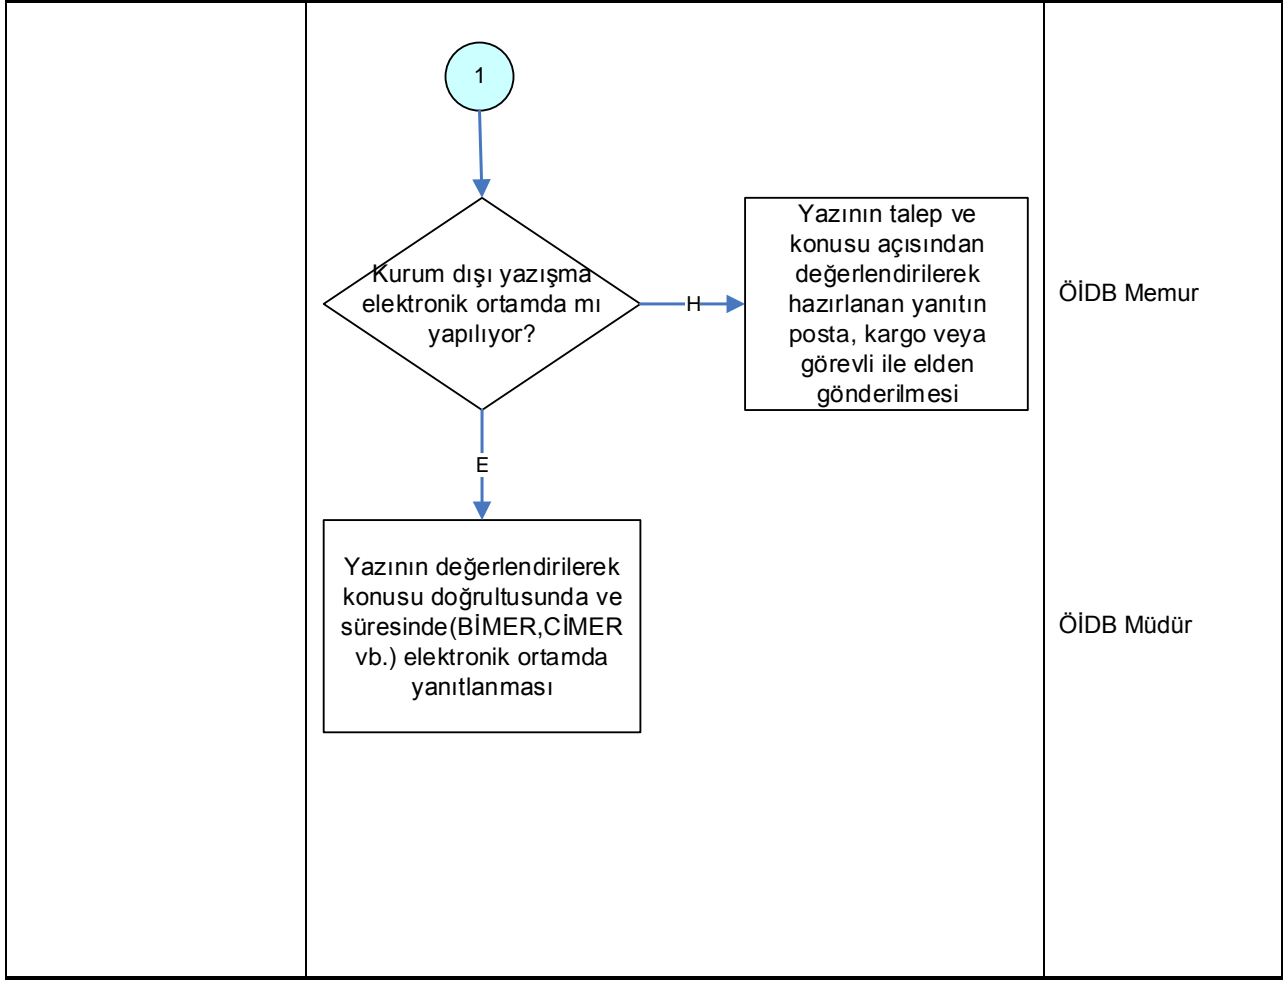 1
Kurum dışı yazışma
elektronik ortamda mı
yapılıyor?
H
Yazının talep ve
konusu açısından
değerlendirilerek
hazırlanan yanıtın
posta, kargo veya
görevli ile elden
gönderilmesi
ÖİDB Memur
E
Yazının değerlendirilerek
konusu doğrultusunda ve
süresinde(BİMER,CİMER
vb.) elektronik ortamda
yanıtlanması
ÖİDB Müdür